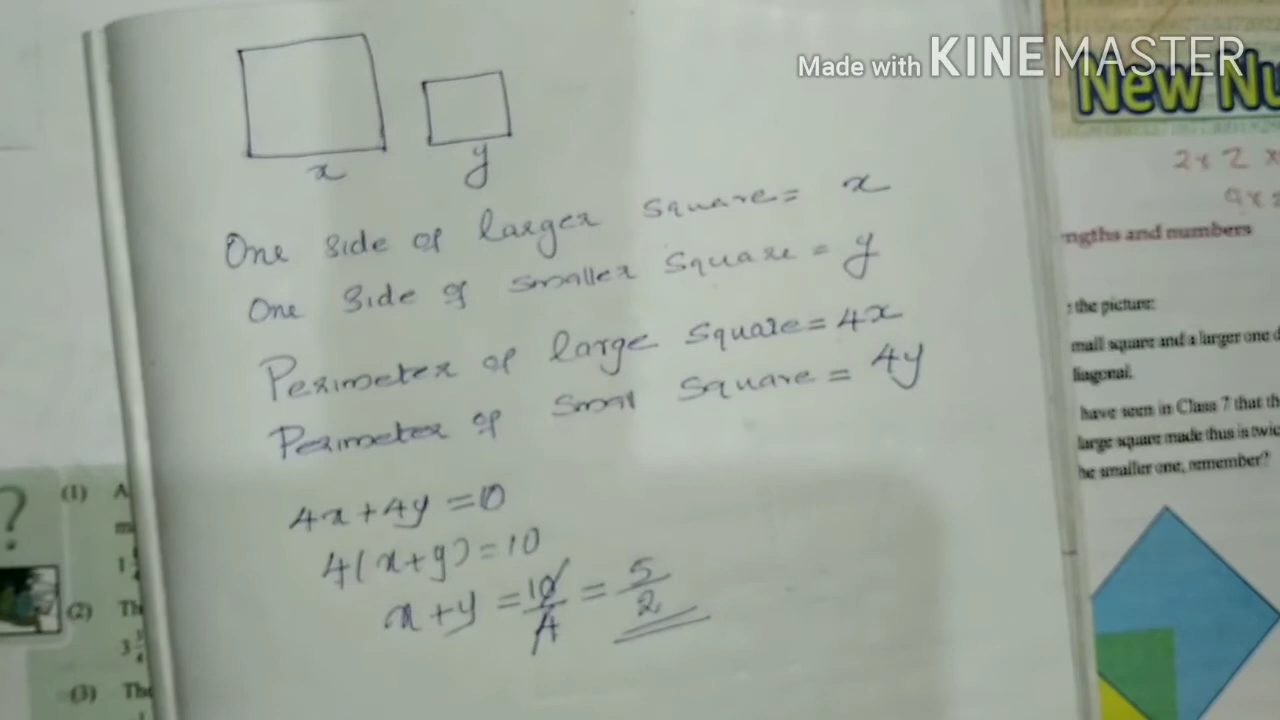 Made with KINEMASTER
New Nu
2x2 x
x
y
One side of larger square = x
One side of smaller square = y
Perimeter of large square = 4x
Perimeter of small square = 4y
4x+4y = 10
4(x+y) = 10
x+y = 10/4 = 5/2
ngths and numbers
the picture:
mall square and a larger one
diagonal.
have seen in Class 7 that th
large square made thus is twic
he smaller one, remember?
?
(1) A
(2) Th
3
(3) The